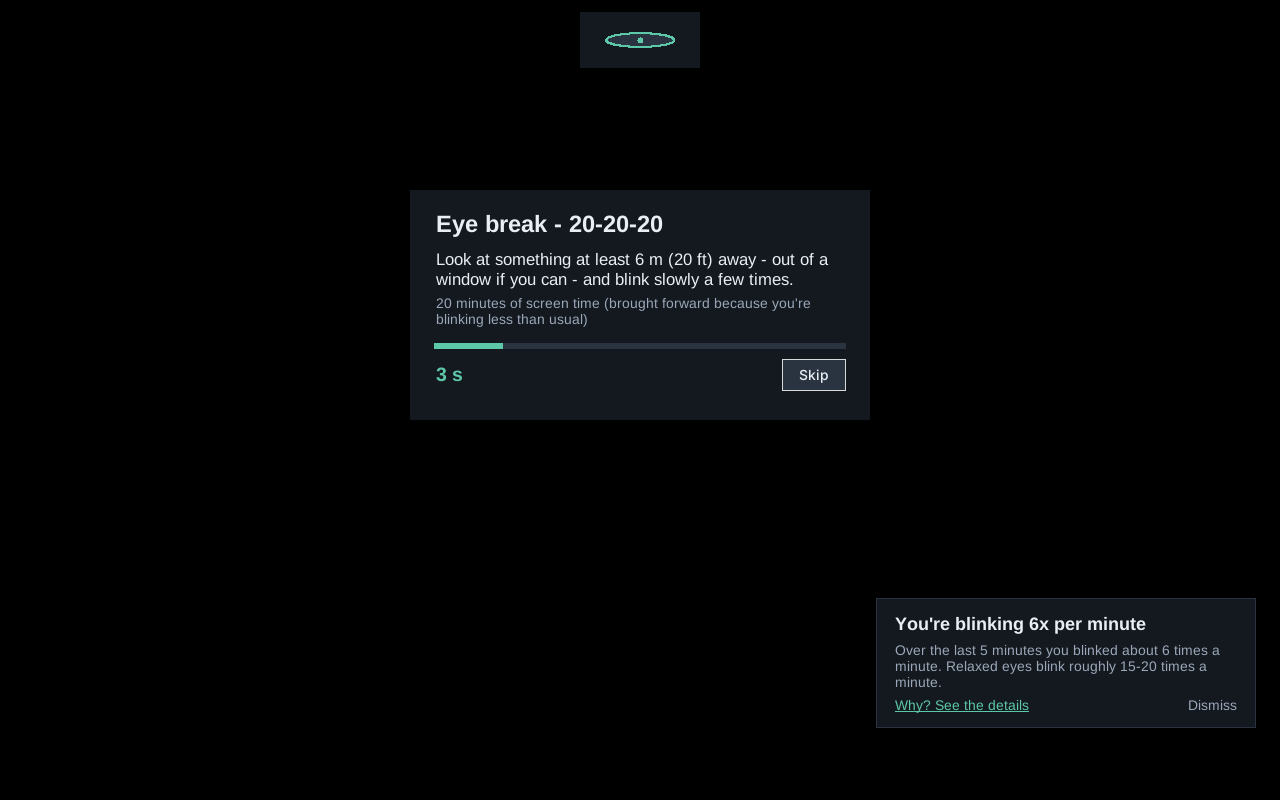 Eye break - 20-20-20
Look at something at least 6 m (20 ft) away - out of a
window if you can - and blink slowly a few times.
20 minutes of screen time (brought forward because you're
blinking less than usual)
3 s
Skip
You're blinking 6x per minute
Over the last 5 minutes you blinked about 6 times a
minute. Relaxed eyes blink roughly 15-20 times a
minute.
Why? See the details
Dismiss